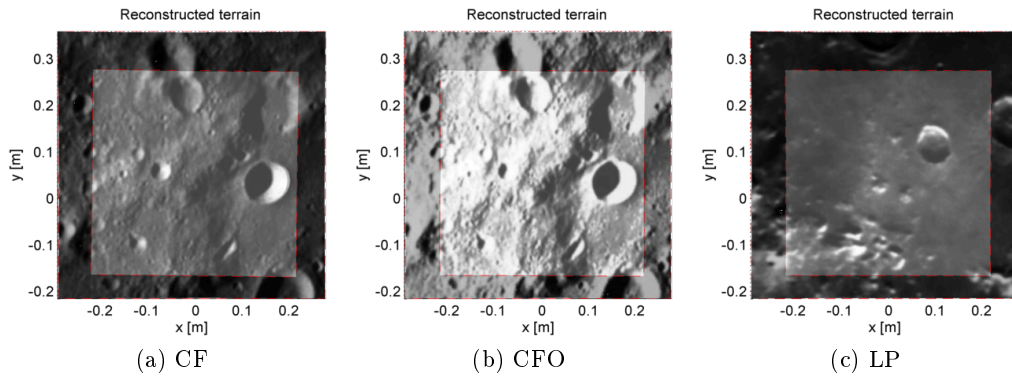 Reconstructed terrain
0.3
0.2
0.1
0
-0.1
-0.2
y [m]
-0.2 -0.1 0 0.1 0.2
x [m]
(a) CF
Reconstructed terrain
0.3
0.2
0.1
0
-0.1
-0.2
y [m]
-0.2 -0.1 0 0.1 0.2
x [m]
(b) CFO
Reconstructed terrain
0.3
0.2
0.1
0
-0.1
-0.2
y [m]
-0.2 -0.1 0 0.1 0.2
x [m]
(c) LP